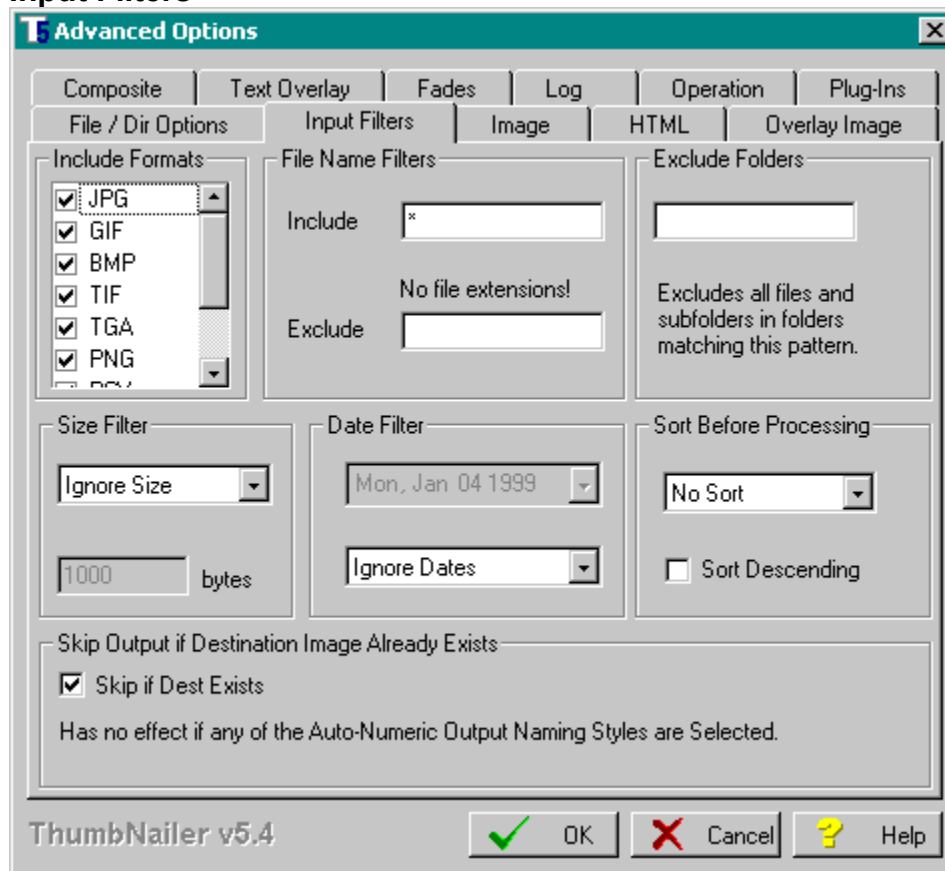 Input Filters
T5 Advanced Options
Composite Text Overlay Fades Log Operation Plug-Ins
File / Dir Options Input Filters Image HTML Overlay Image
Include Formats
JPG
GIF
BMP
TIF
TGA
PNG
File Name Filters
Include *
No file extensions!
Exclude
Exclude Folders
Excludes all files and
subfolders in folders
matching this pattern.
Size Filter
Ignore Size
1000 bytes
Date Filter
Mon, Jan 04 1999
Ignore Dates
Sort Before Processing
No Sort
Sort Descending
Skip Output if Destination Image Already Exists
Skip if Dest Exists
Has no effect if any of the Auto-Numeric Output Naming Styles are Selected.
ThumbNailer v5.4 OK Cancel Help